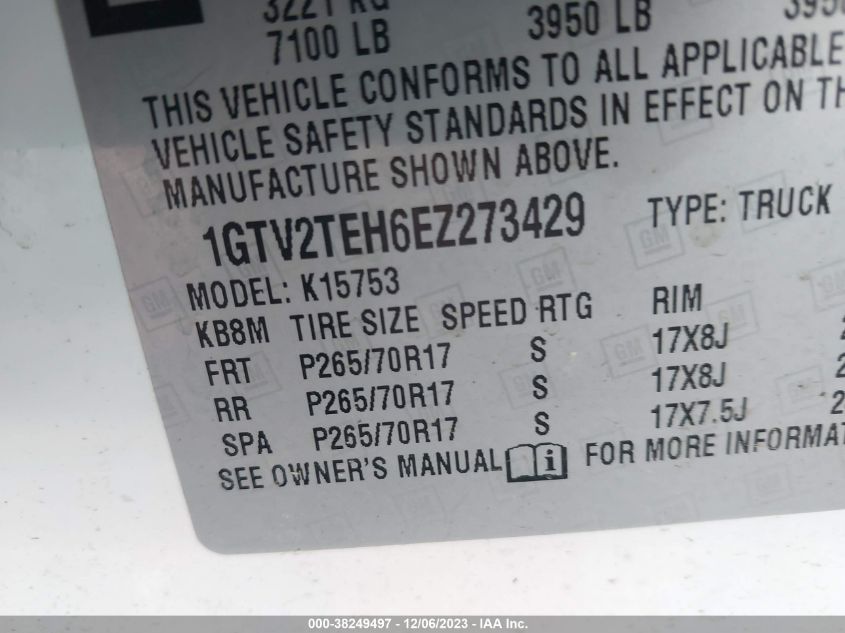 3221 KG
7100 LB 3950 LB
THIS VEHICLE CONFORMS TO ALL APPLICABLE
VEHICLE SAFETY STANDARDS IN EFFECT ON
MANUFACTURE SHOWN ABOVE.
1GTV2TEH6EZ273429 TYPE: TRUCK
MODEL: K15753
KB8M TIRE SIZE SPEED RTG RIM
FRT P265/70R17 S 17X8J
RR P265/70R17 S 17X8J
SPA P265/70R17 S 17X7.5J
SEE OWNER'S MANUAL i FOR MORE
000-38249497 - 12/06/2023 - IAA Inc.